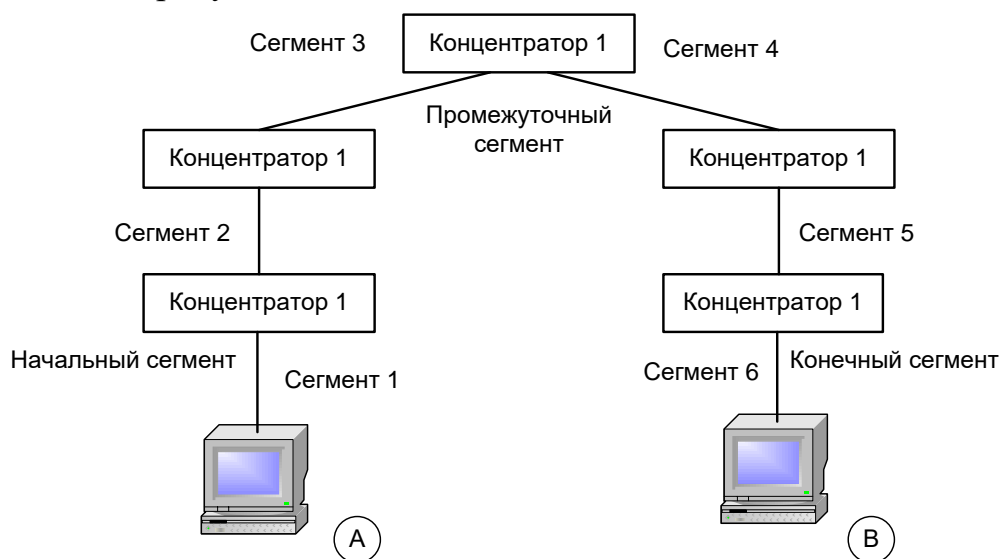 Сегмент 3
Концентратор 1
Сегмент 4
Промежуточный
сегмент
Концентратор 1
Концентратор 1
Сегмент 2
Сегмент 5
Концентратор 1
Концентратор 1
Начальный сегмент
Сегмент 1
Сегмент 6
Конечный сегмент
A
B